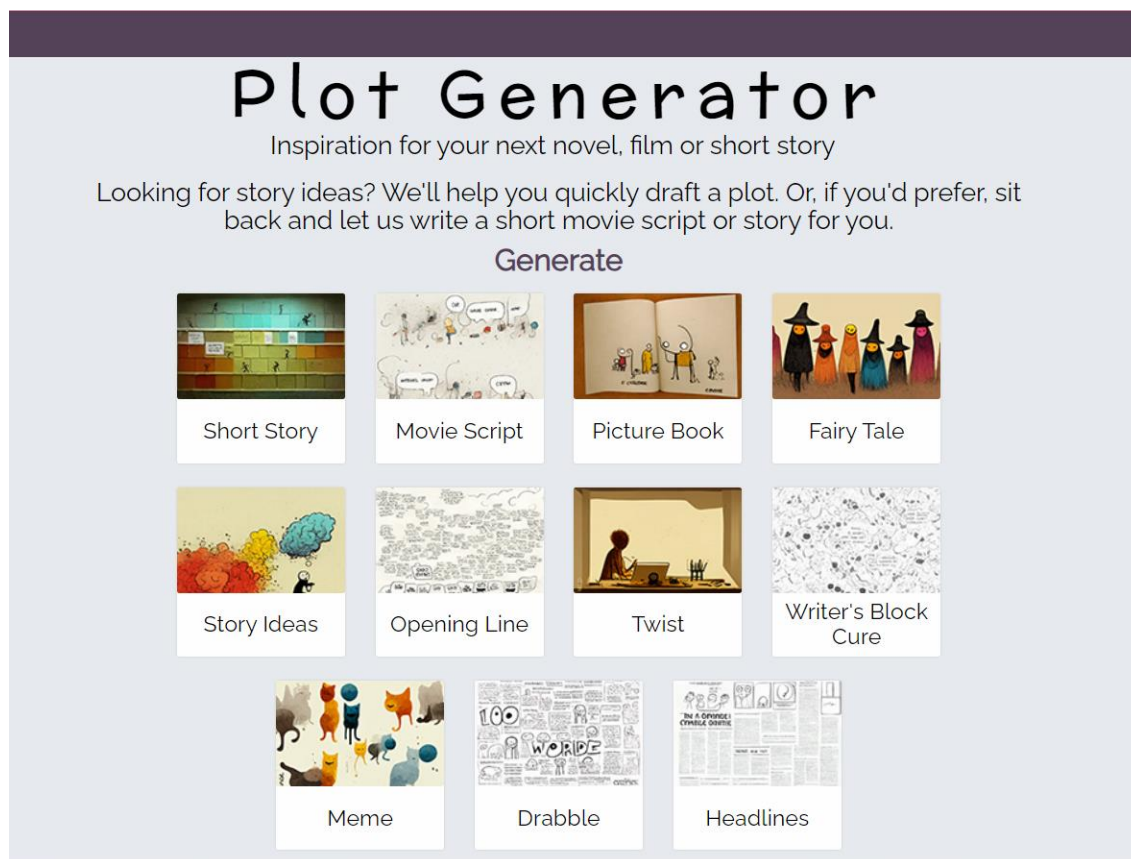 Plot Generator
Inspiration for your next novel, film or short story
Looking for story ideas? We'll help you quickly draft a plot. Or, if you'd prefer, sit
back and let us write a short movie script or story for you.
Generate
Short Story
Movie Script
Picture Book
Fairy Tale
Story Ideas
Opening Line
Twist
Writer's Block
Cure
100
WORDE
Meme
Drabble
Headlines